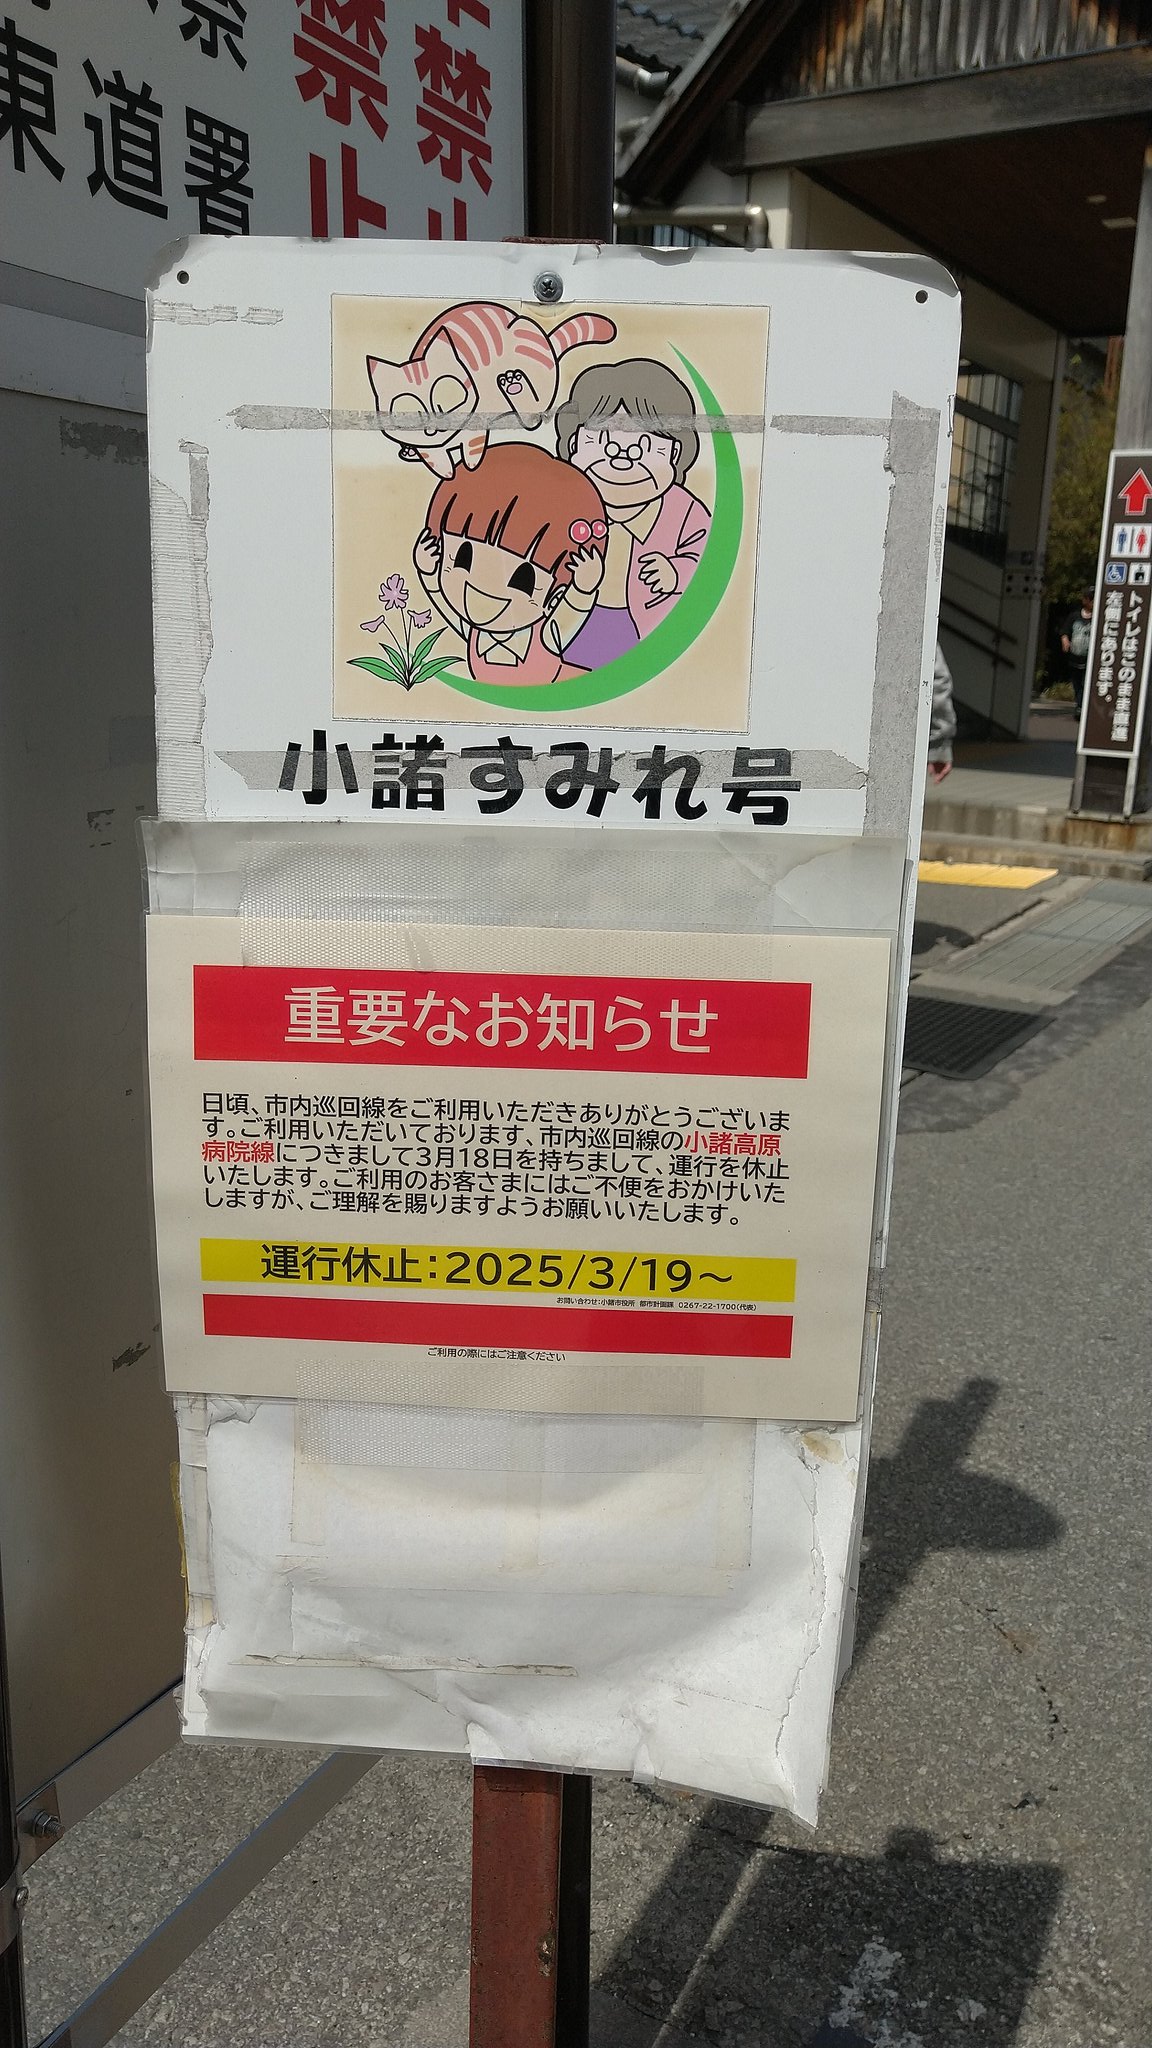 禁止
禁止
東道署
小諸すみれ号
重要なお知らせ
日頃、市内巡回線をご利用いただきありがとうございま
す。ご利用いただいております、市内巡回線の小諸高原
病院線につきまして3月18日を持ちまして、運行を休止
いたします。ご利用のお客さまにはご不便をおかけいた
しますが、ご理解を賜りますようお願いいたします。
運行休止：2025/3/19～
お問い合わせ：小諸市役所 都市計画課 0267-22-1700(代表)
ご利用の際にはご注意ください
トイレはこのまま直進
左側にあります。